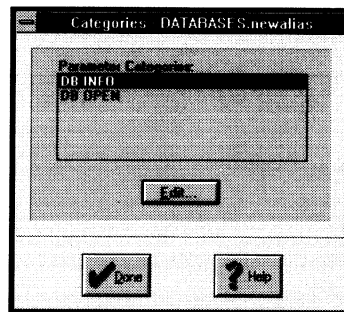 Categories DATABASES.newalias
Parameter Categories:
DB INFO
DB OPEN
Edit...
Done
Help